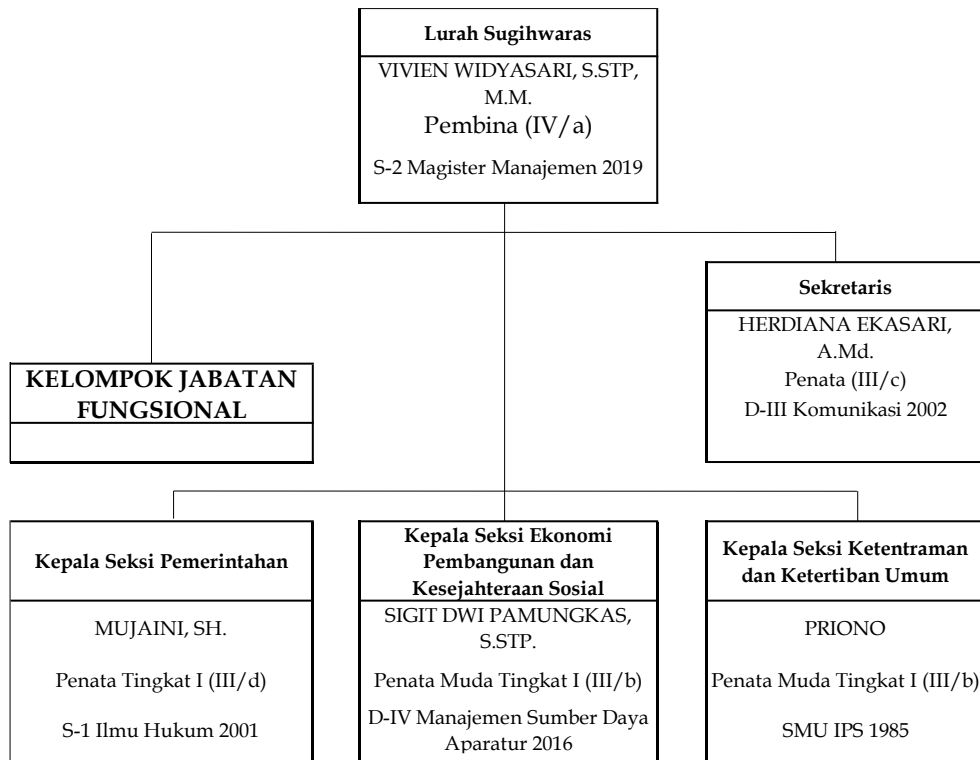 Lurah Sugihwaras
VIVIEN WIDYASARI, S.STP,
M.M.
Pembina (IV/a)
S-2 Magister Manajemen 2019
Sekretaris
HERDIANA EKASARI,
A.Md.
Penata (III/c)
D-III Komunikasi 2002
KELOMPOK JABATAN
FUNGSIONAL
Kepala Seksi Pemerintahan
MUJAINI, SH.
Penata Tingkat I (III/d)
S-1 Ilmu Hukum 2001
Kepala Seksi Ekonomi
Pembangunan dan
Kesejahteraan Sosial
SIGIT DWI PAMUNGKAS,
S.STP.
Penata Muda Tingkat I (III/b)
D-IV Manajemen Sumber Daya
Aparatur 2016
Kepala Seksi Ketentraman
dan Ketertiban Umum
PRIONO
Penata Muda Tingkat I (III/b)
SMU IPS 1985